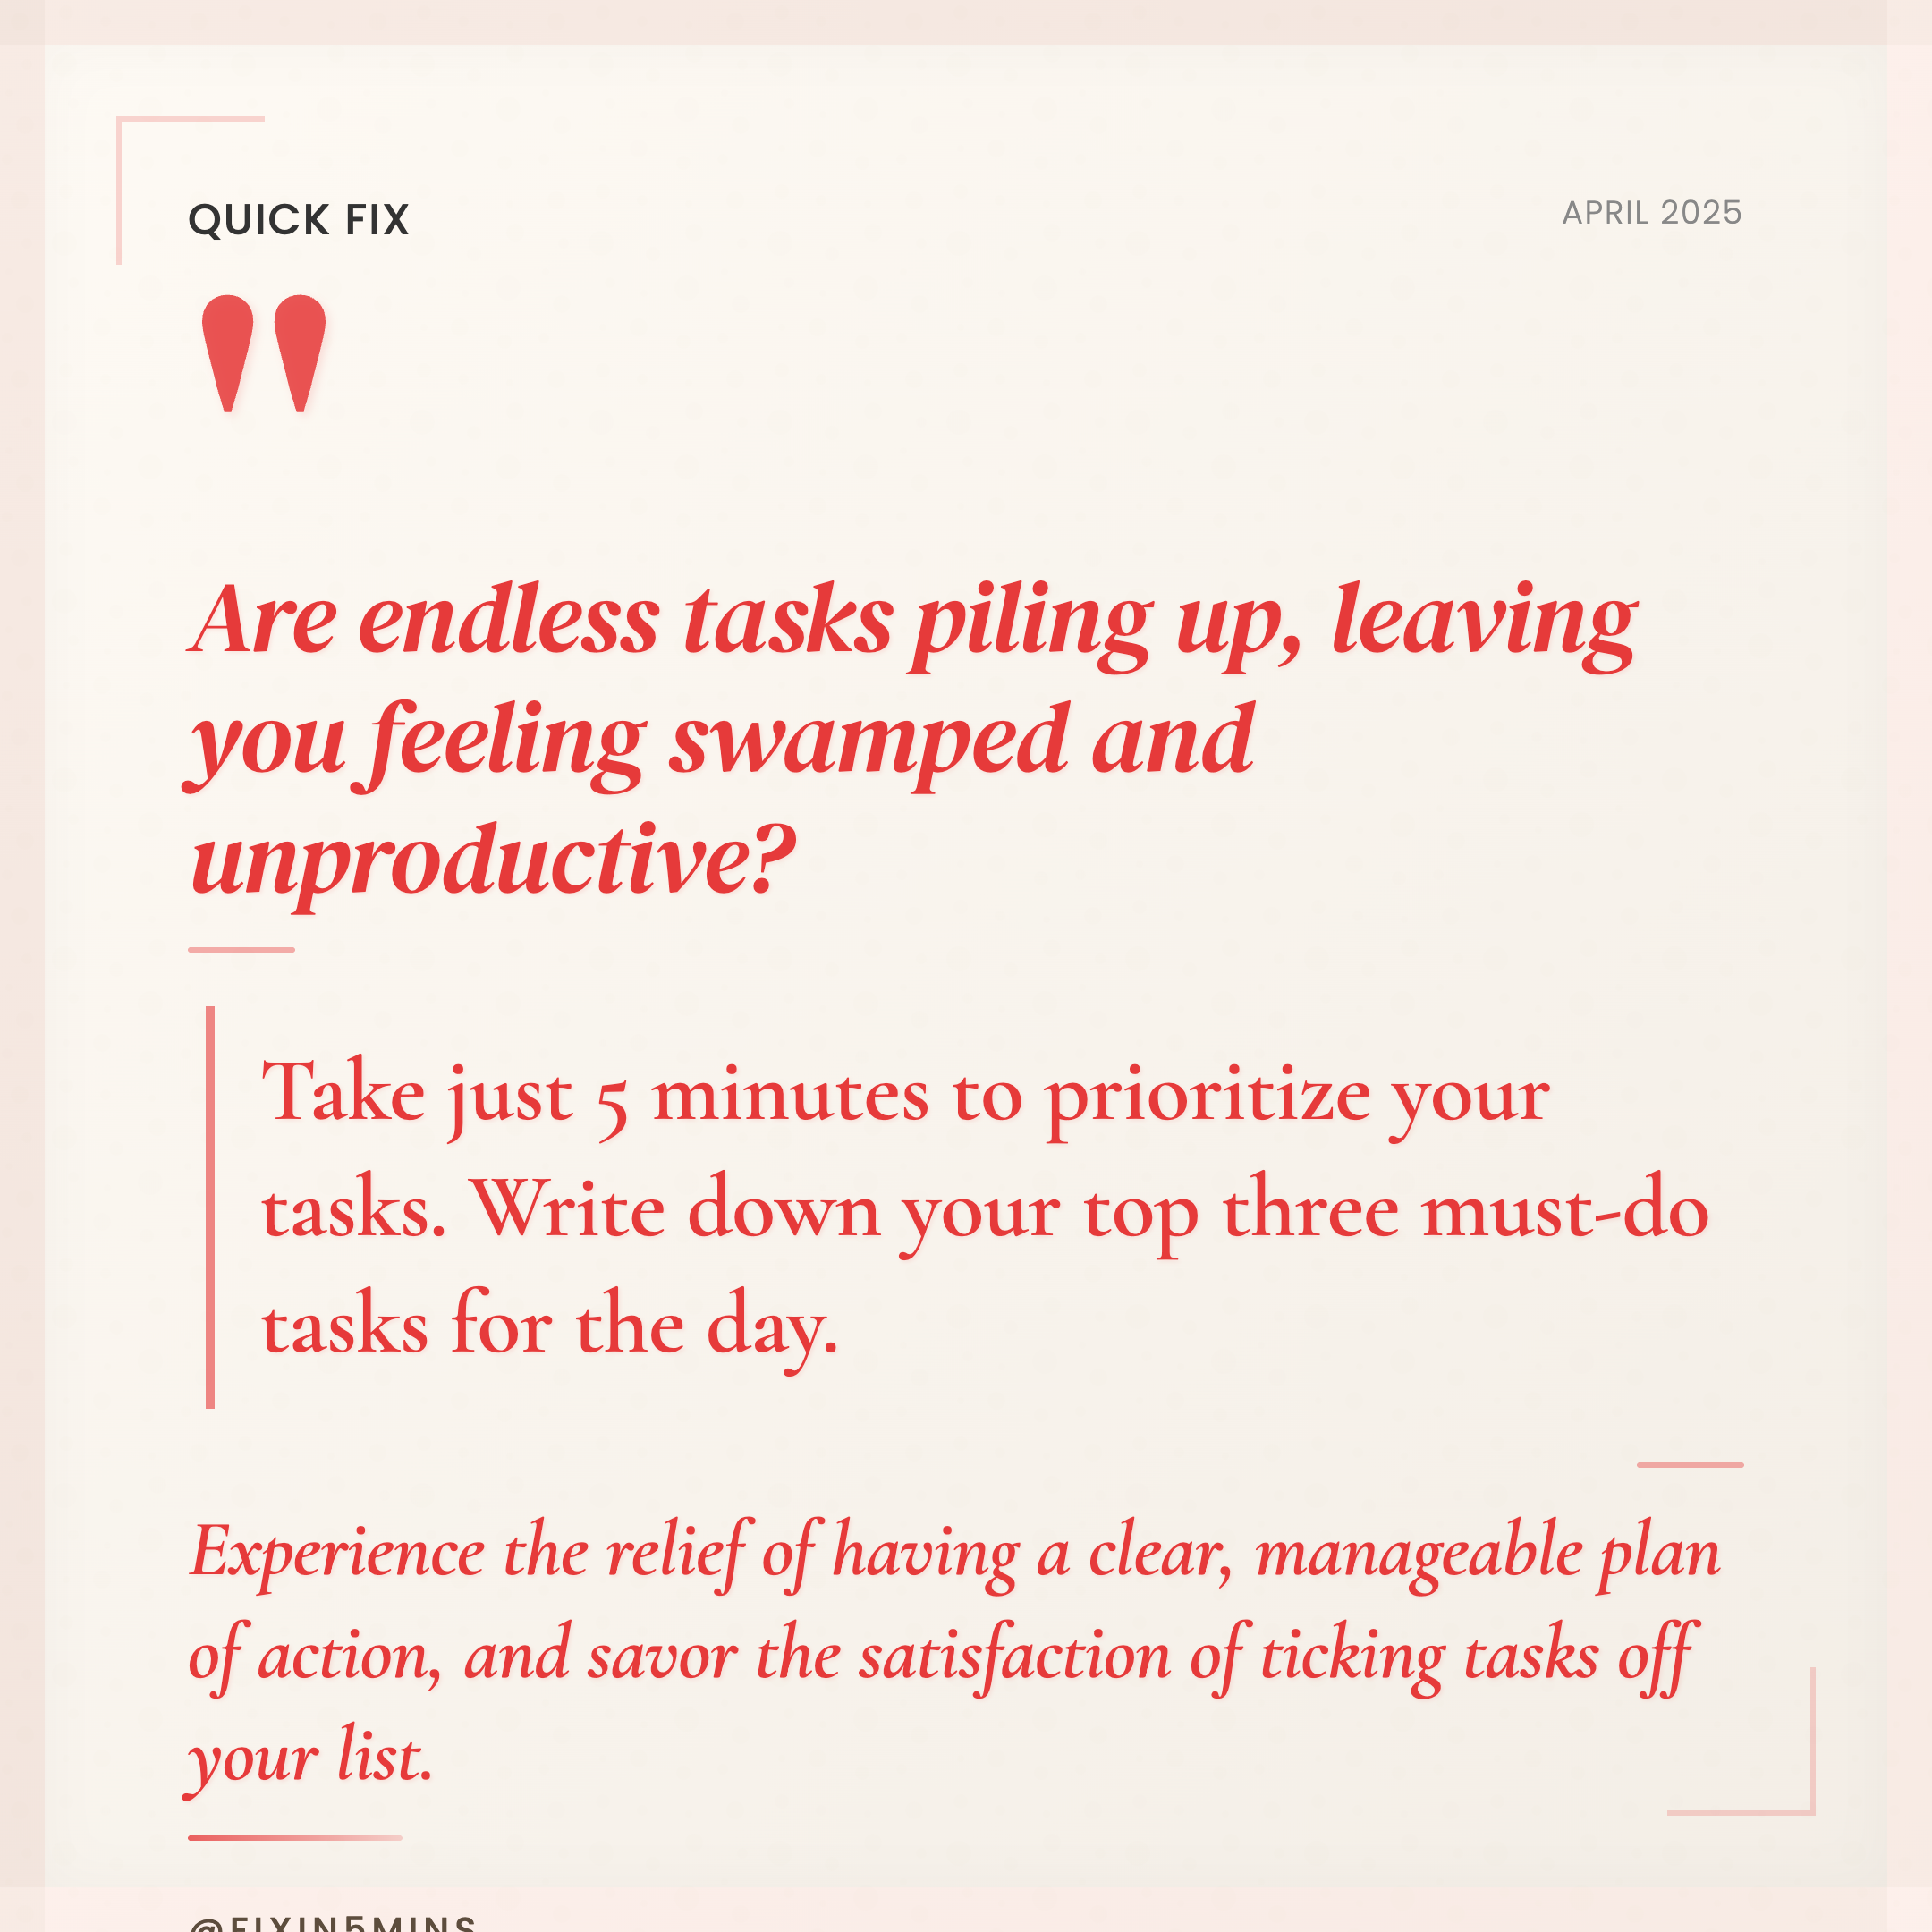 QUICK FIX
APRIL 2025
"
Are endless tasks piling up, leaving
you feeling swamped and
unproductive?
Take just 5 minutes to prioritize your
tasks. Write down your top three must-do
tasks for the day.
Experience the relief of having a clear, manageable plan
of action, and savor the satisfaction of ticking tasks off
your list.
@FIXIN5MINS